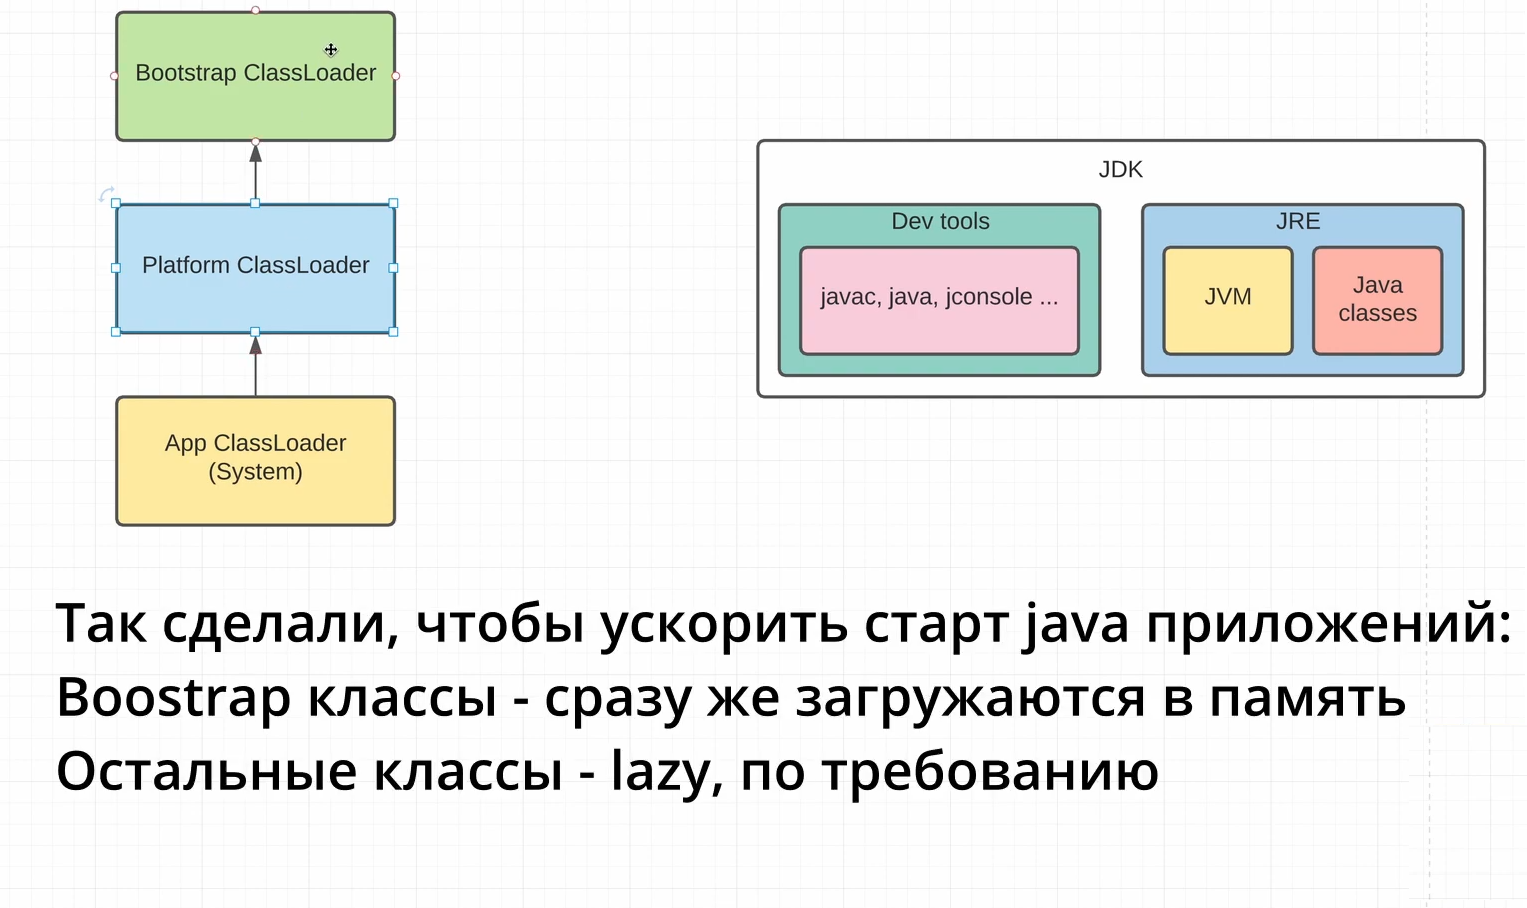 Bootstrap ClassLoader
Platform ClassLoader
App ClassLoader
(System)
JDK
Dev tools
javac, java, jconsole ...
JRE
JVM
Java
classes
Так сделали, чтобы ускорить старт java приложений:
Boostrap классы - сразу же загружаются в память
Остальные классы - lazy, по требованию